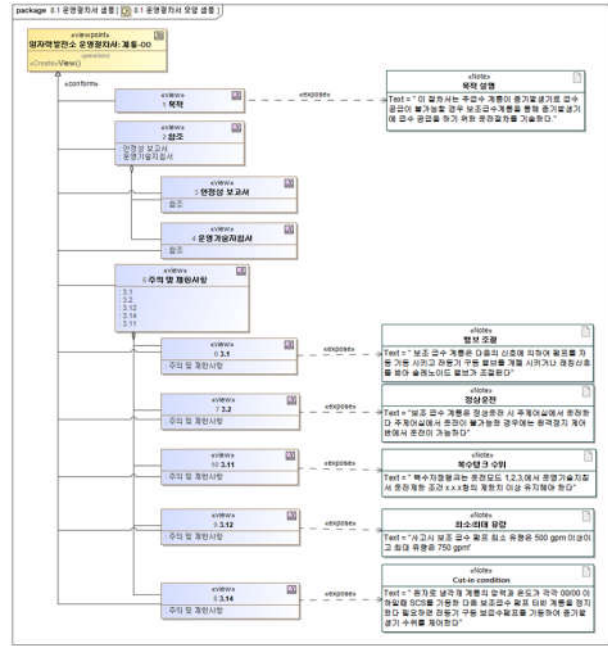 package 8.1 운영절차서 샘플 [ 8.1 운영절차서 모형 샘플 ]
«viewpoint»
원자력발전소 운영절차서: 계통-00
operations
«Create»View()
«conform»
«view»
1 목적
«expose»
«Note»
목적 설명
Text = " 이 절차서는 주급수 계통이 증기발생기로 급수
공급이 불가능할 경우 보조급수계통을 통해 증기발생기
에 급수 공급을 하기 위한 운전절차를 기술한다."
«view»
2 참조
: 안정성 보고서
: 운영기술지침서
«view»
3 안정성 보고서
: 참조
«view»
4 운영기술지침서
: 참조
«view»
5 주의 및 제한사항
: 3.1
: 3.2
: 3.12
: 3.14
: 3.11
«view»
6 3.1
: 주의 및 제한사항
«expose»
«Note»
밸브 조절
Text = " 보조 급수 계통은 다음의 신호에 의하여 펌프를 자
동 기동 시키고 전동기 구동 밸브를 개방 시키거나
를 받아 솔레노이드 밸브가 조절된다"
«view»
7 3.2
: 주의 및 제한사항
«expose»
«Note»
정상운전
Text = "보조 급수 계통은 정상운전 시 주제어실에서 운전한
다 주제어실에서 운전이 불가능한 경우에는 원격정지 제어
반에서 운전이 가능하다"
«view»
10 3.11
: 주의 및 제한사항
«expose»
«Note»
복수탱크 수위
Text = " 복수저장탱크는 운전모드 1,2,3,에서 운영기술지침
서 운전제한 조건 x.x.x항의 제한치 이상 유지해야 한다"
«view»
9 3.12
: 주의 및 제한사항
«expose»
«Note»
최소/최대 유량
Text = "사고시 보조 급수 펌프 최소 유량은 500 gpm 이상이
고 최대 유량은 750 gpm"
«view»
8 3.14
: 주의 및 제한사항
«expose»
«Note»
Cut-in condition
Text = " 원자로 냉각재 계통의 압력과 온도가 각각 00/00 이
하일때 SCS를 기동한 다음 보조급수 펌프 터빈 계통을 정지
한다 필요하면 전동기 구동 보급수펌프를 기동하여 증기발
생기 수위를 제어한다"